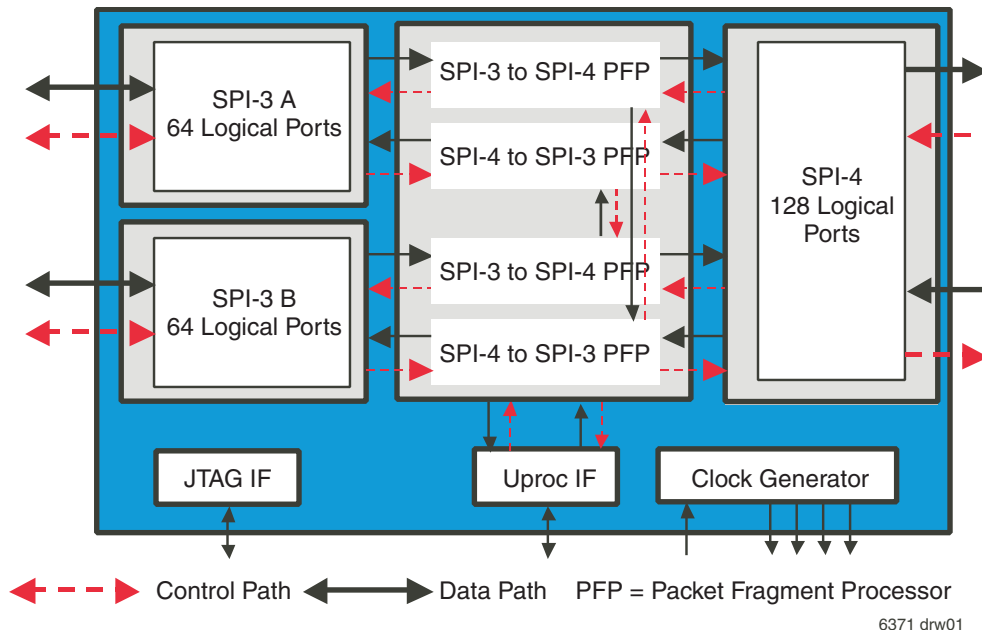 SPI-3 A
64 Logical Ports
SPI-3 to SPI-4 PFP
SPI-4 to SPI-3 PFP
SPI-4
128 Logical
Ports
SPI-3 B
64 Logical Ports
SPI-3 to SPI-4 PFP
SPI-4 to SPI-3 PFP
JTAG IF
Uproc IF
Clock Generator
Control Path
Data Path
PFP = Packet Fragment Processor
6371 drw01